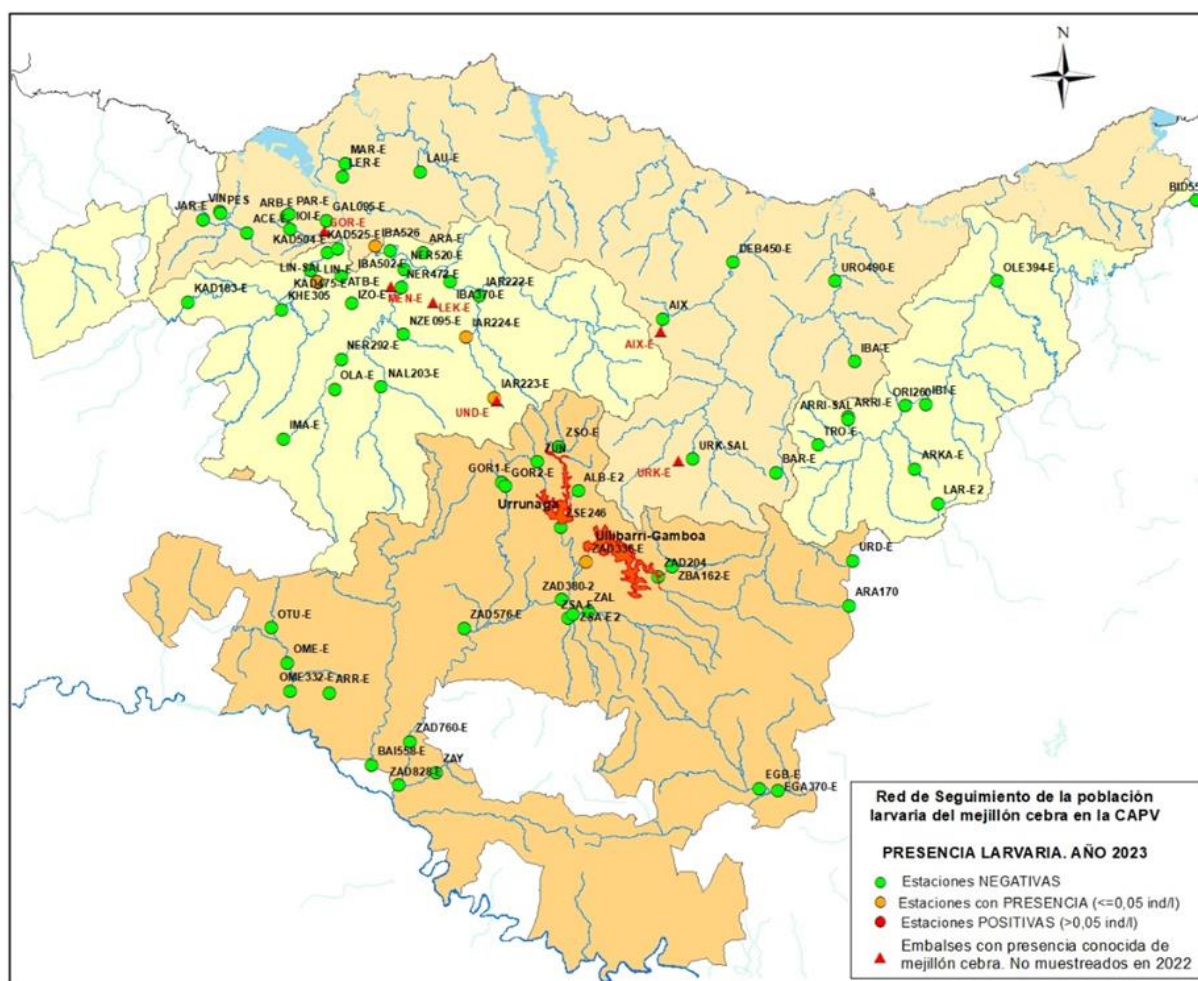 N
MAR-E
LER-E
LAU-E
BID555
VIN
PES
ARB-E
PAR-E
JAR-E
ACE-E
IOI-E
GAL095-E
GOR-E
KAD504-E
KAD525-E
IBA526
ARA-E
NER520-E
DEB450-E
LIN-SAL
LIN-E
IBA502-E
URO490-E
OLE394-E
KAD475-E
ATB-E
NER472-E
IAR222-E
KAD163-E
KHE305
IZO-E
MEN-E
IBA370-E
LEK-E
AIX
NZE095-E
IAR224-E
AIX-E
NER292-E
IBA-E
OLA-E
NAL203-E
IAR223-E
ORI260
IBI-E
UND-E
ARRI-SAL
ARRI-E
TRO-E
IMA-E
ZSO-E
ZUN
URK-SAL
GOR1-E
GOR2-E
URK-E
BAR-E
ARKA-E
ALB-E2
LAR-E2
Urrunaga
ZSE246
Ullibarri-Gamboa
ZAD336-E
URD-E
ZAD204
ZBA162-E
ZAD380-2
ZAL
ARA170
ZSA-E
ZSA-E2
OTU-E
ZAD576-E
OME-E
OME332-E
ARR-E
ZAD760-E
BAI558-E
ZAD828-E
ZAY
EGB-E
EGA370-E
Red de Seguimiento de la población
larvaria del mejillón cebra en la CAPV
PRESENCIA LARVARIA. AÑO 2023
Estaciones NEGATIVAS
Estaciones con PRESENCIA (<=0,05 ind/l)
Estaciones POSITIVAS (>0,05 ind/l)
Embalses con presencia conocida de
mejillón cebra. No muestreados en 2022